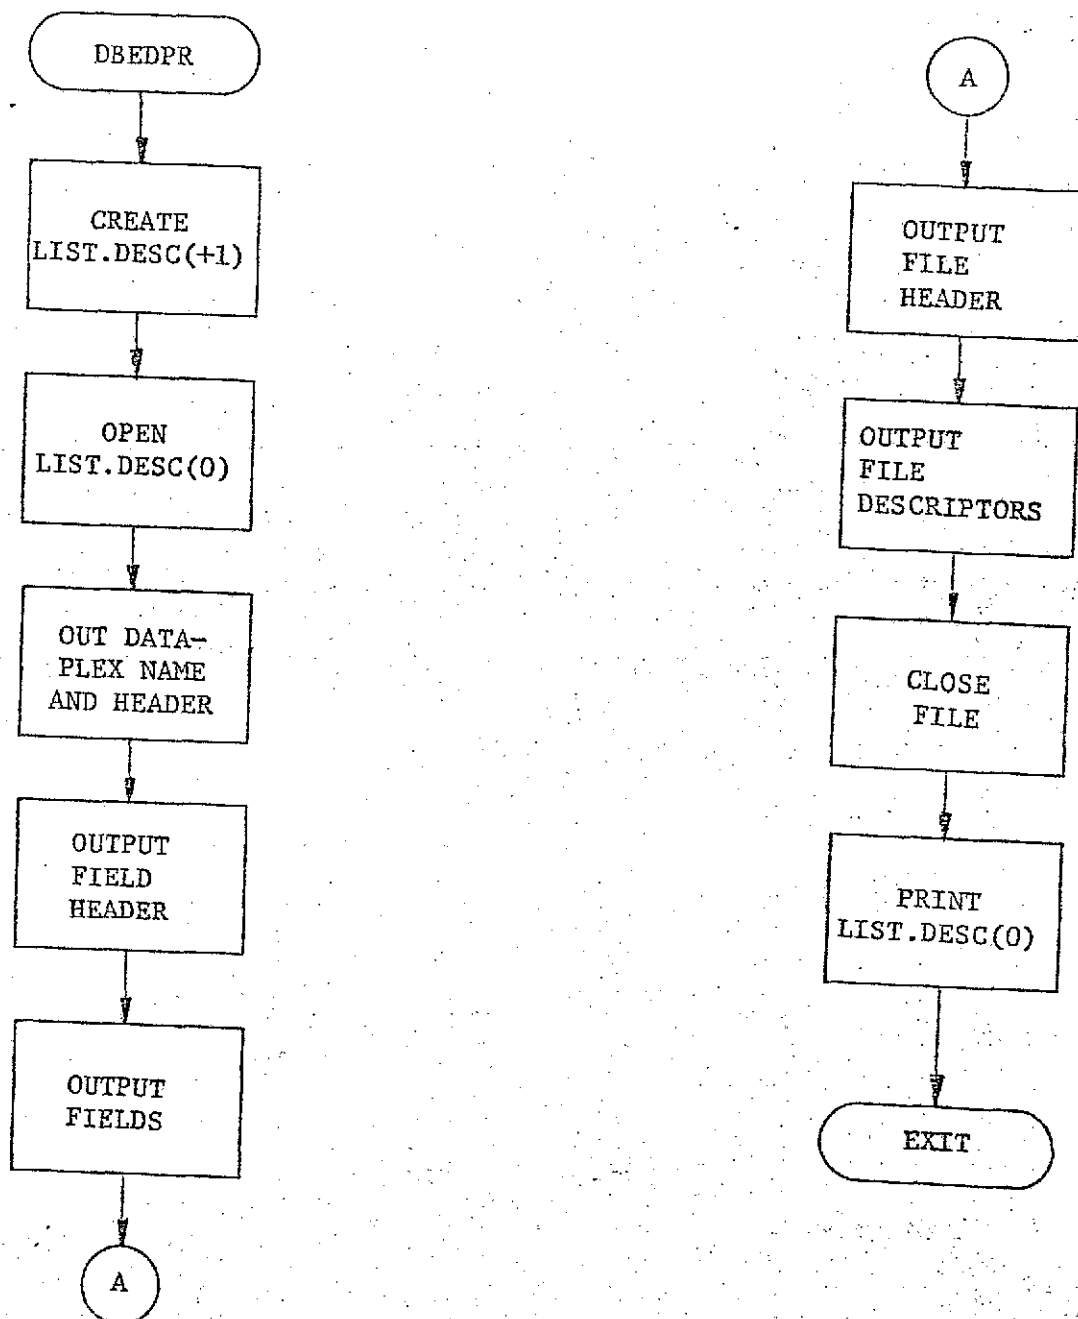 DBEDPR
CREATE
LIST.DESC(+1)
OPEN
LIST.DESC(0)
OUT DATA-
PLEX NAME
AND HEADER
OUTPUT
FIELD
HEADER
OUTPUT
FIELDS
A
A
OUTPUT
FILE
HEADER
OUTPUT
FILE
DESCRIPTORS
CLOSE
FILE
PRINT
LIST.DESC(0)
EXIT